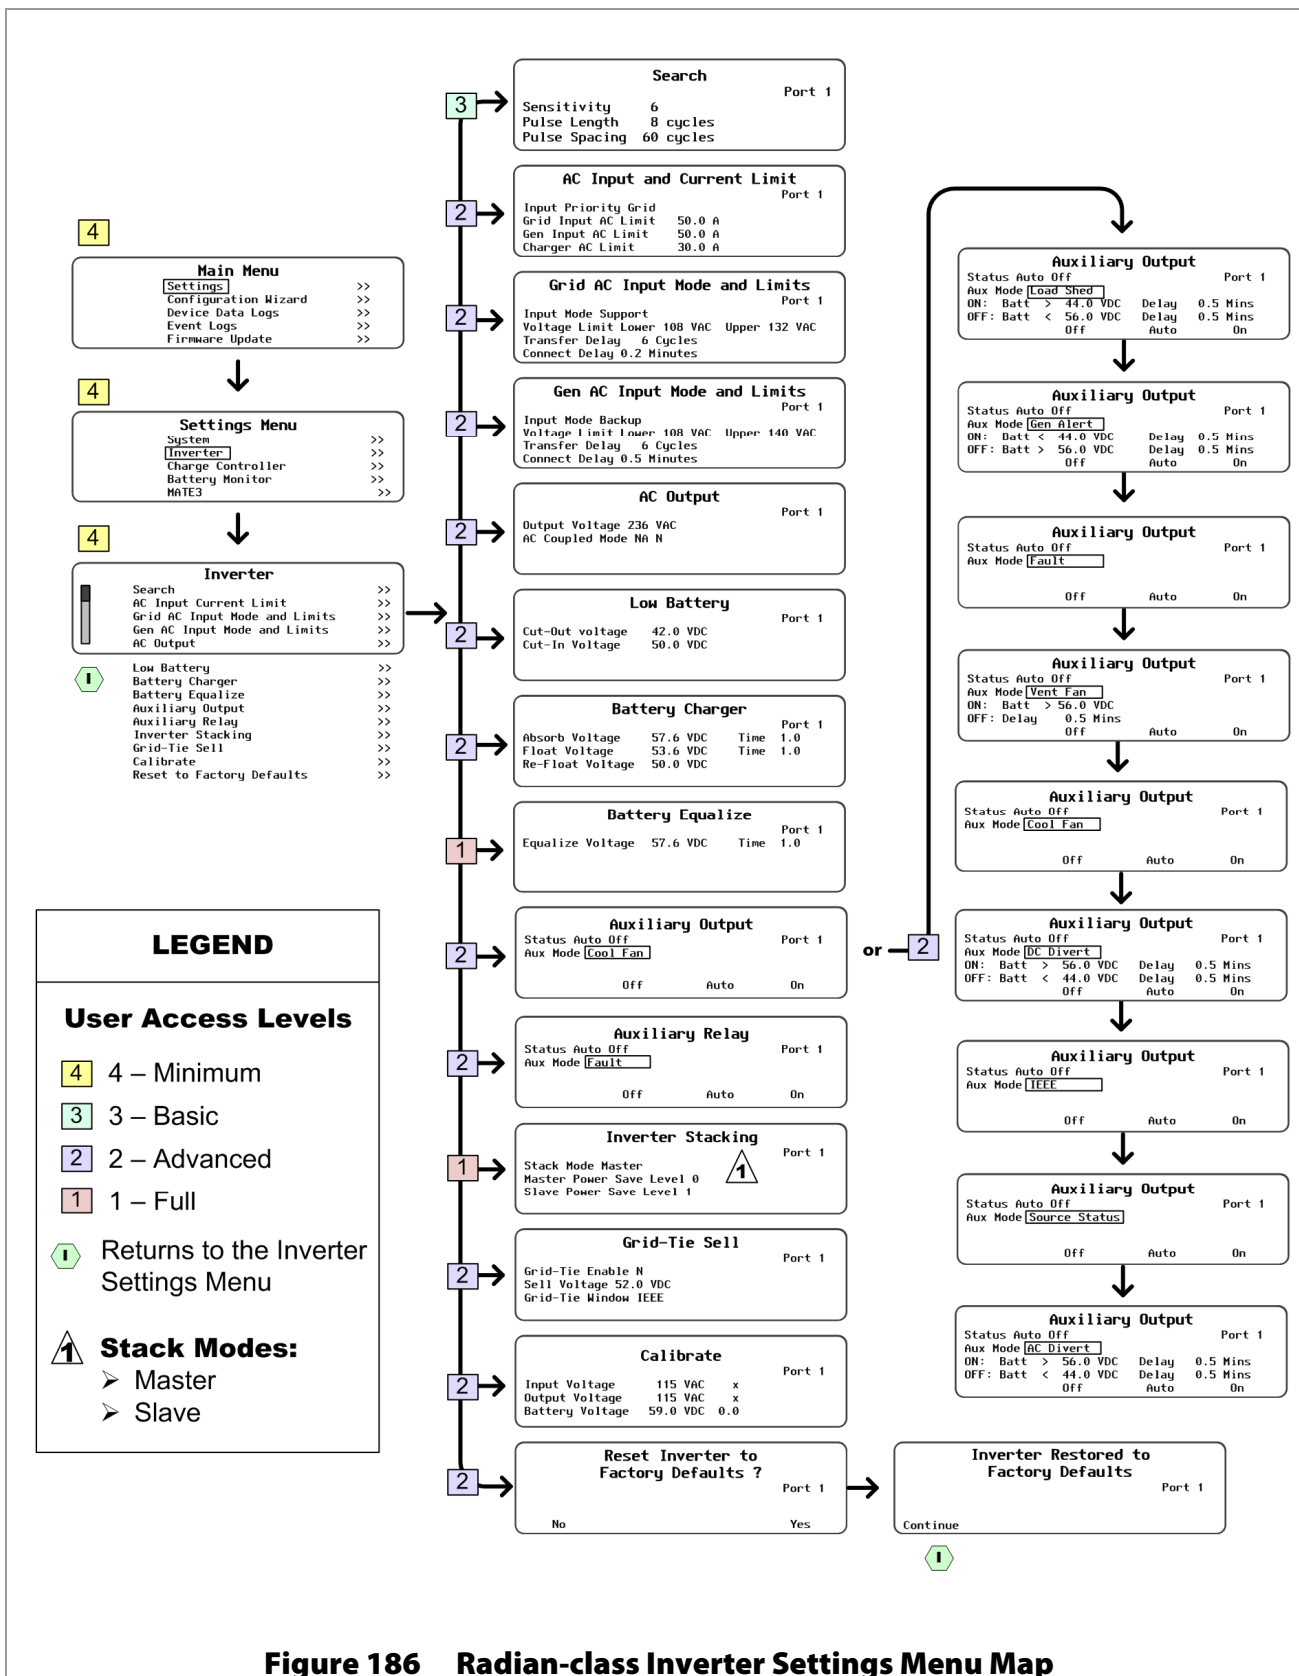 4
Main Menu
Settings >>
Configuration Wizard >>
Device Data Logs >>
Event Logs >>
Firmware Update >>
4
Settings Menu
System >>
Inverter >>
Charge Controller >>
Battery Monitor >>
MATE3 >>
4
Inverter
Search >>
AC Input Current Limit >>
Grid AC Input Mode and Limits >>
Gen AC Input Mode and Limits >>
AC Output >>
I
Low Battery >>
Battery Charger >>
Battery Equalize >>
Auxiliary Output >>
Auxiliary Relay >>
Inverter Stacking >>
Grid-Tie Sell >>
Calibrate >>
Reset to Factory Defaults >>
LEGEND
User Access Levels
4 4 – Minimum
3 3 – Basic
2 2 – Advanced
1 1 – Full
I Returns to the Inverter
Settings Menu
1 Stack Modes:
➢ Master
➢ Slave
3
Search
Port 1
Sensitivity 6
Pulse Length 8 cycles
Pulse Spacing 60 cycles
2
AC Input and Current Limit
Port 1
Input Priority Grid
Grid Input AC Limit 50.0 A
Gen Input AC Limit 50.0 A
Charger AC Limit 30.0 A
2
Grid AC Input Mode and Limits
Port 1
Input Mode Support
Voltage Limit Lower 108 VAC Upper 132 VAC
Transfer Delay 6 Cycles
Connect Delay 0.2 Minutes
2
Gen AC Input Mode and Limits
Port 1
Input Mode Backup
Voltage Limit Lower 108 VAC Upper 140 VAC
Transfer Delay 6 Cycles
Connect Delay 0.5 Minutes
2
AC Output
Port 1
Output Voltage 236 VAC
AC Coupled Mode NA N
2
Low Battery
Port 1
Cut-Out voltage 42.0 VDC
Cut-In Voltage 50.0 VDC
2
Battery Charger
Port 1
Absorb Voltage 57.6 VDC Time 1.0
Float Voltage 53.6 VDC Time 1.0
Re-Float Voltage 50.0 VDC
1
Battery Equalize
Port 1
Equalize Voltage 57.6 VDC Time 1.0
2
Auxiliary Output
Status Auto Off Port 1
Aux Mode Cool Fan
Off Auto On
or 2
2
Auxiliary Relay
Status Auto Off Port 1
Aux Mode Fault
Off Auto On
1
Inverter Stacking
Port 1
Stack Mode Master
Master Power Save Level 0
Slave Power Save Level 1
1
2
Grid-Tie Sell
Port 1
Grid-Tie Enable N
Sell Voltage 52.0 VDC
Grid-Tie Window IEEE
2
Calibrate
Port 1
Input Voltage 115 VAC x
Output Voltage 115 VAC x
Battery Voltage 59.0 VDC 0.0
2
Reset Inverter to
Factory Defaults ?
Port 1
No Yes
Inverter Restored to
Factory Defaults
Port 1
Continue
I
Auxiliary Output
Status Auto Off Port 1
Aux Mode Load Shed
ON: Batt > 44.0 VDC Delay 0.5 Mins
OFF: Batt < 56.0 VDC Delay 0.5 Mins
Off Auto On
Auxiliary Output
Status Auto Off Port 1
Aux Mode Gen Alert
ON: Batt < 44.0 VDC Delay 0.5 Mins
OFF: Batt > 56.0 VDC Delay 0.5 Mins
Off Auto On
Auxiliary Output
Status Auto Off Port 1
Aux Mode Fault
Off Auto On
Auxiliary Output
Status Auto Off Port 1
Aux Mode Vent Fan
ON: Batt > 56.0 VDC
OFF: Delay 0.5 Mins
Off Auto On
Auxiliary Output
Status Auto Off Port 1
Aux Mode Cool Fan
Off Auto On
Auxiliary Output
Status Auto Off Port 1
Aux Mode DC Divert
ON: Batt > 56.0 VDC Delay 0.5 Mins
OFF: Batt < 44.0 VDC Delay 0.5 Mins
Off Auto On
Auxiliary Output
Status Auto Off Port 1
Aux Mode IEEE
Off Auto On
Auxiliary Output
Status Auto Off Port 1
Aux Mode Source Status
Off Auto On
Auxiliary Output
Status Auto Off Port 1
Aux Mode AC Divert
ON: Batt > 56.0 VDC Delay 0.5 Mins
OFF: Batt < 44.0 VDC Delay 0.5 Mins
Off Auto On
Figure 186 Radian-class Inverter Settings Menu Map